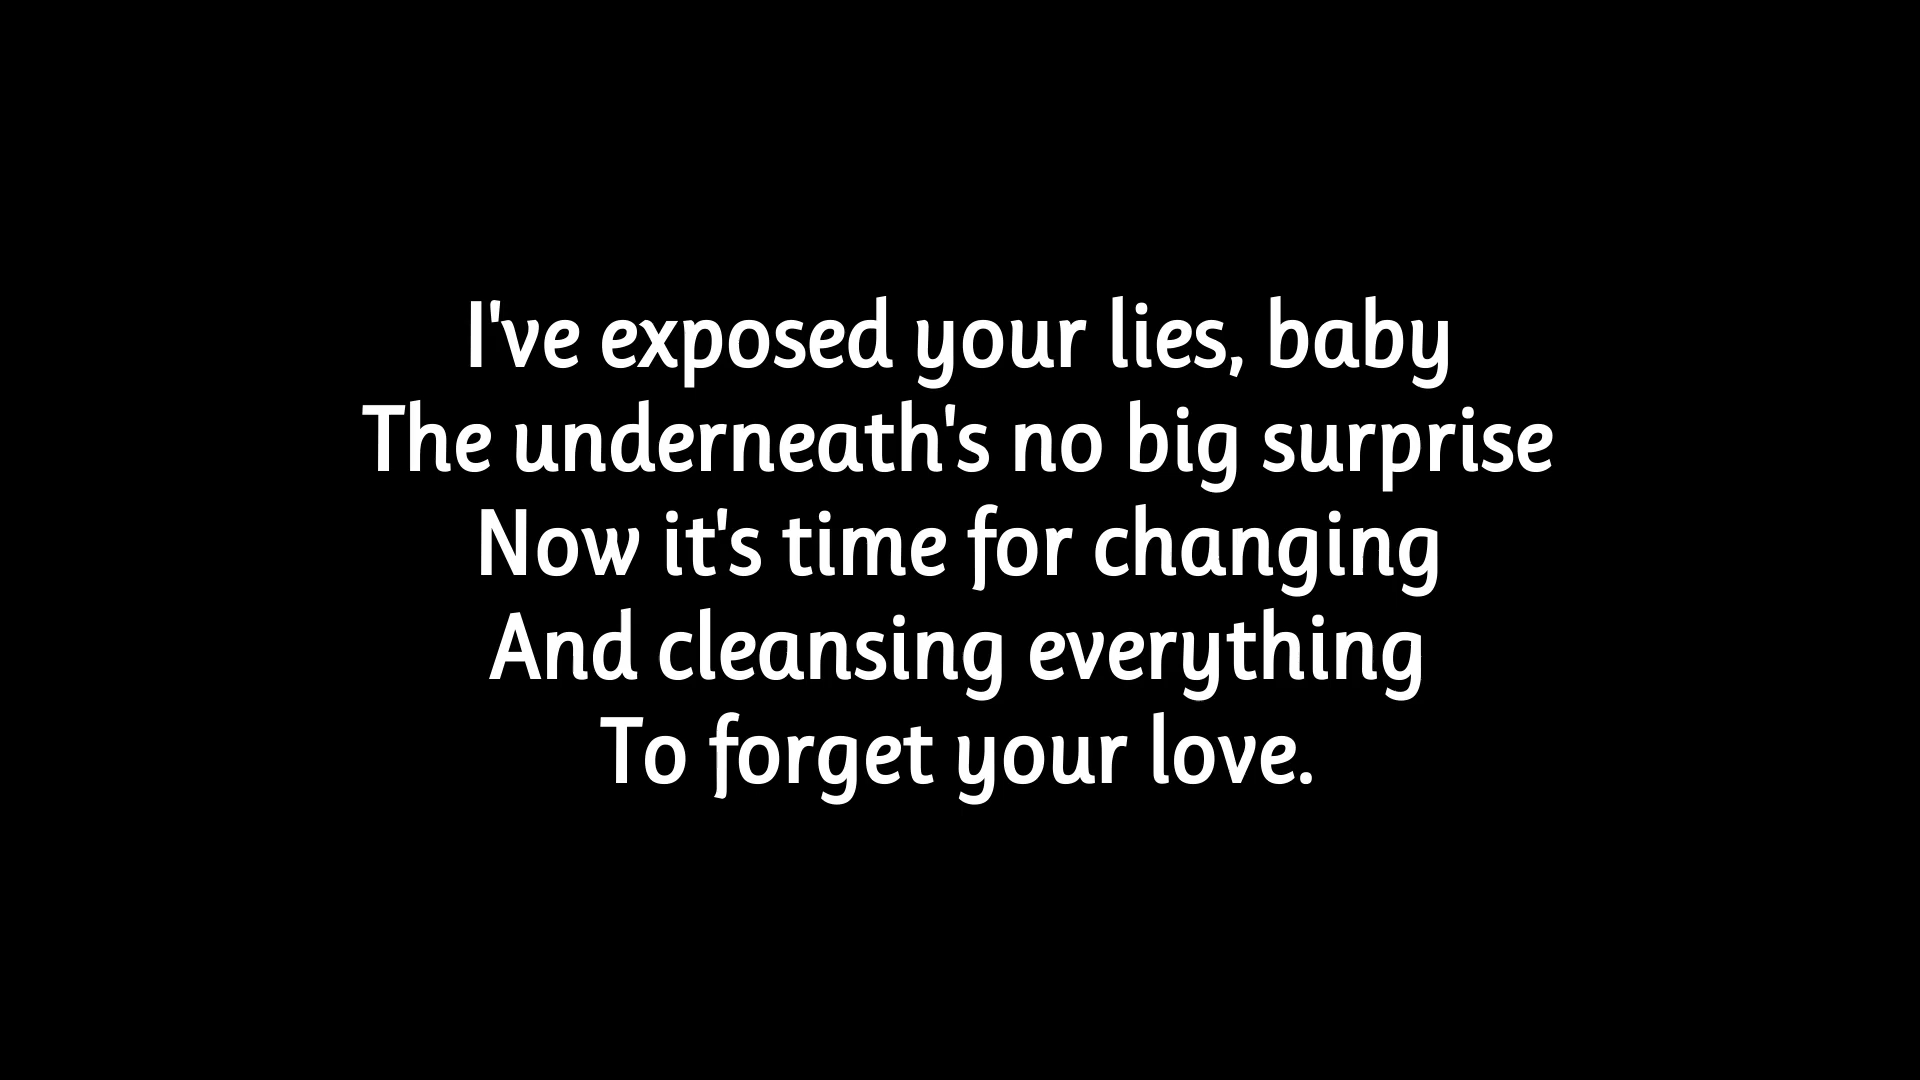 I've exposed your lies, baby
The underneath's no big surprise
Now it's time for changing
And cleansing everything
To forget your love.